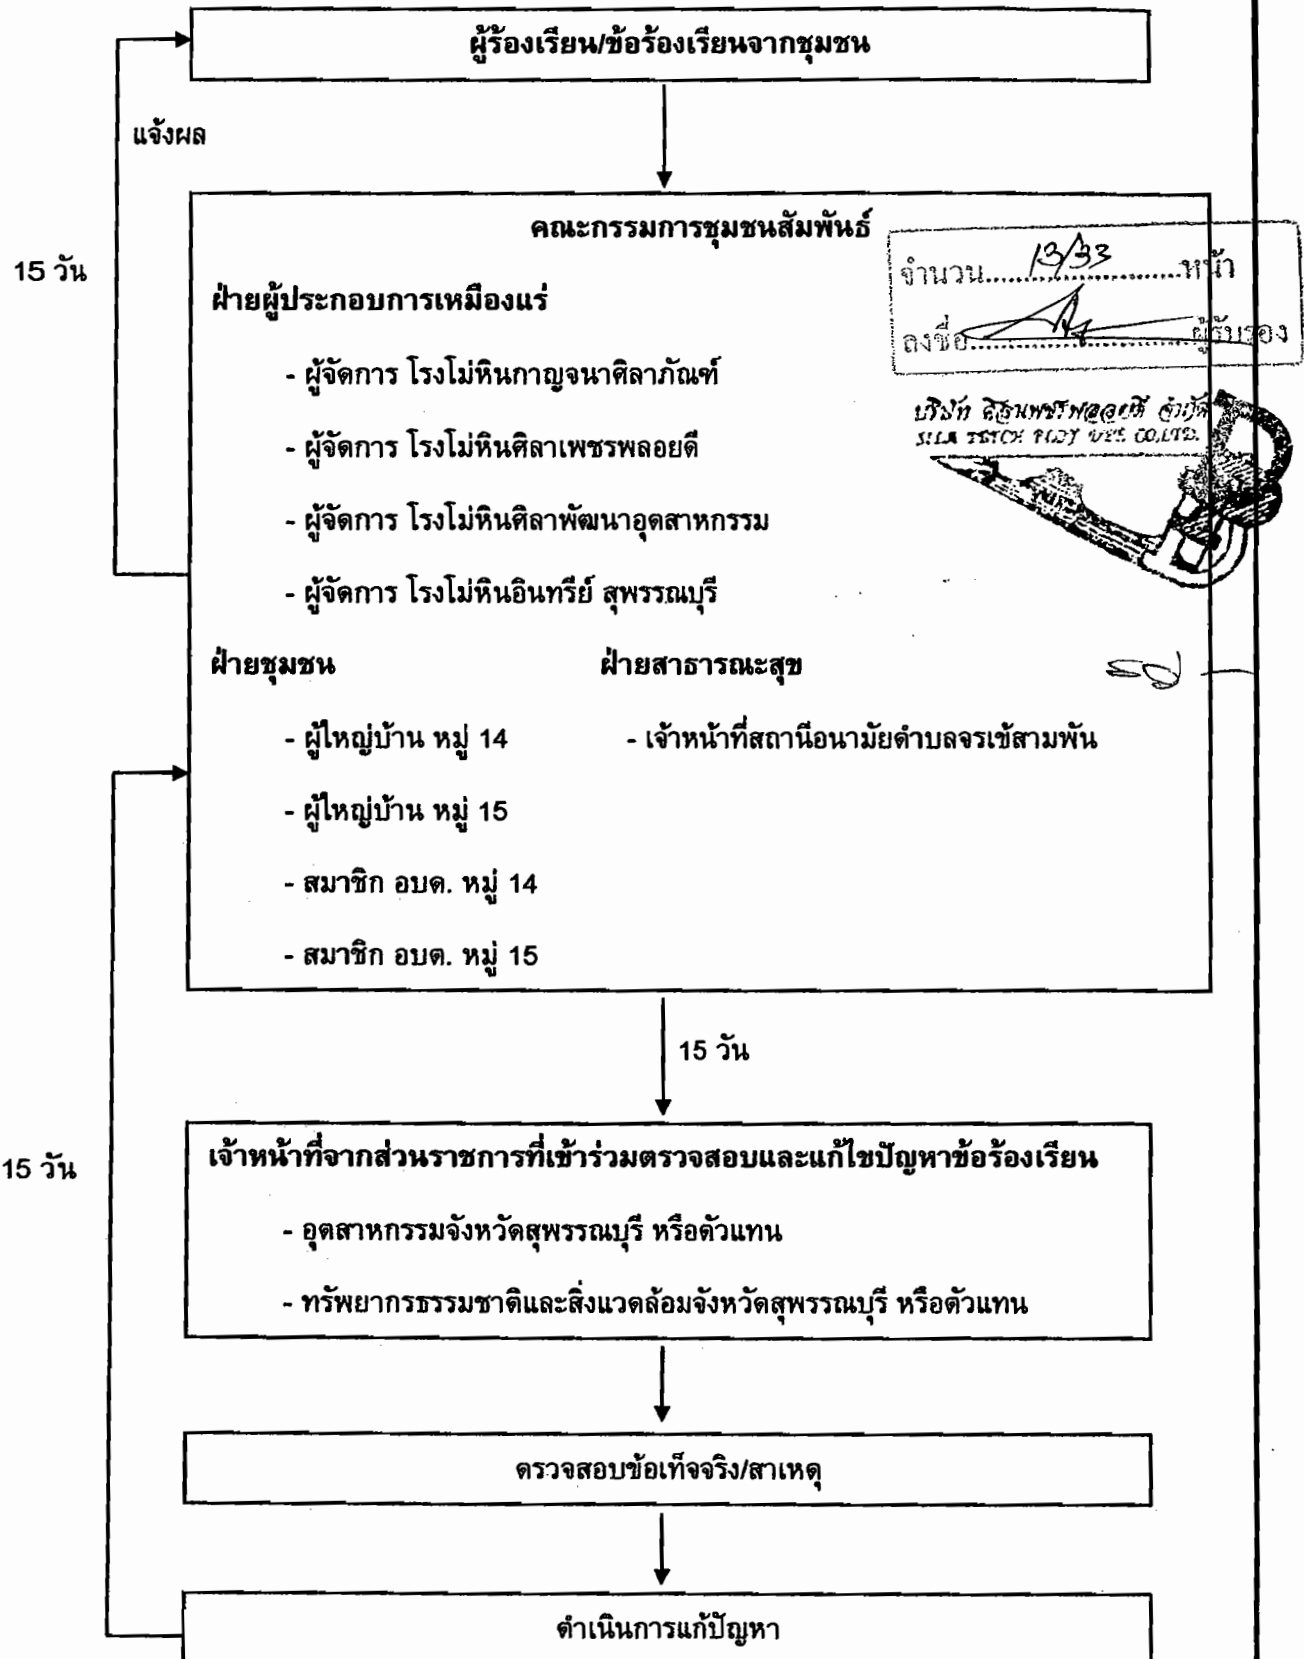 ผู้ร้องเรียน/ข้อร้องเรียนจากชุมชน
แจ้งผล
15 วัน
คณะกรรมการชุมชนสัมพันธ์
จำนวน 13/33 หน้า
ลงชื่อ ผู้รับรอง
ฝ่ายผู้ประกอบการเหมืองแร่
- ผู้จัดการ โรงโม่หินกาญจนาศิลาภัณฑ์
- ผู้จัดการ โรงโม่หินศิลาเพชรพลอยดี
- ผู้จัดการ โรงโม่หินศิลาพัฒนาอุตสาหกรรม
- ผู้จัดการ โรงโม่หินอินทรีย์ สุพรรณบุรี
บริษัท ศิลาเพชรพลอยดี จำกัด
CO.,LTD.
ฝ่ายชุมชน ฝ่ายสาธารณะสุข
- ผู้ใหญ่บ้าน หมู่ 14 - เจ้าหน้าที่สถานีอนามัยตำบลจรเข้สามพัน
- ผู้ใหญ่บ้าน หมู่ 15
- สมาชิก อบต. หมู่ 14
- สมาชิก อบต. หมู่ 15
15 วัน
15 วัน
เจ้าหน้าที่จากส่วนราชการที่เข้าร่วมตรวจสอบและแก้ไขปัญหาข้อร้องเรียน
- อุตสาหกรรมจังหวัดสุพรรณบุรี หรือตัวแทน
- ทรัพยากรธรรมชาติและสิ่งแวดล้อมจังหวัดสุพรรณบุรี หรือตัวแทน
ตรวจสอบข้อเท็จจริง/สาเหตุ
ดำเนินการแก้ปัญหา